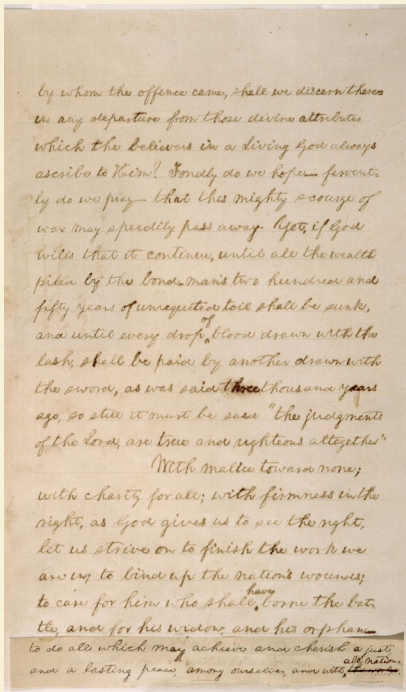 by whom the offence came, shall we discern there-
in any departure from those divine attributes
which the believers in a Living God always
ascribe to Him? Fondly do we hope— fervent-
ly do we pray— that this mighty scourge of
war may speedily pass away. Yet, if God
wills that it continue, until all the wealth
piled by the bond-man's two hundred and
fifty years of unrequited toil shall be sunk,
and until every drop of blood drawn with the
lash, shall be paid by another drawn with
the sword, as was said three thousand years
ago, so still it must be said "the judgments
of the Lord, are true and righteous altogether"
With malice toward none;
with charity for all; with firmness in the
right, as God gives us to see the right,
let us strive on to finish the work we
are in; to bind up the nation's wounds;
to care for him who shall have borne the bat-
tle, and for his widow, and his orphan—
to do all which may achieve and cherish a just,
and a lasting peace, among ourselves, and with all nations.